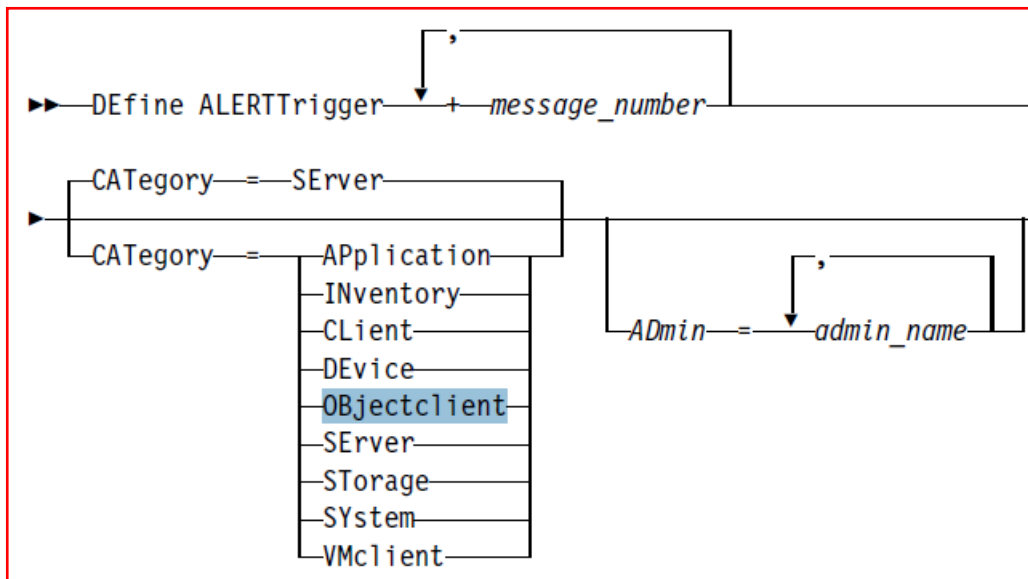 ,
DEfine ALERTTrigger + message_number
CATegory = SErver
CATegory = APplication
,
INventory
CLient
ADmin = admin_name
DEvice
OBjectclient
SErver
STorage
SYstem
VMclient